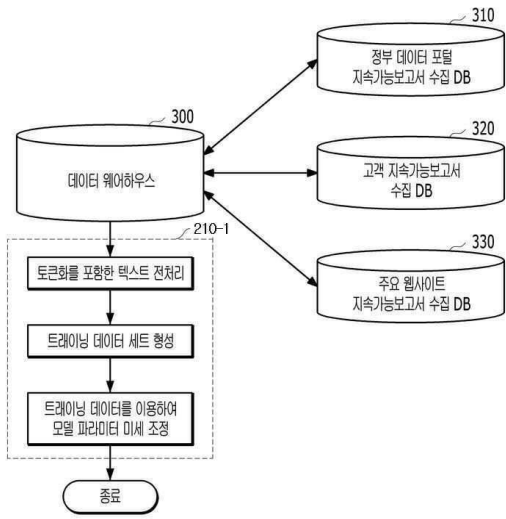 310
정부 데이터 포털
지속가능보고서 수집 DB
300
데이터 웨어하우스
320
고객 지속가능보고서
수집 DB
210-1
330
주요 웹사이트
지속가능보고서 수집 DB
토큰화를 포함한 텍스트 전처리
트래이닝 데이터 세트 형성
트래이닝 데이터를 이용하여
모델 파라미터 미세 조정
종료